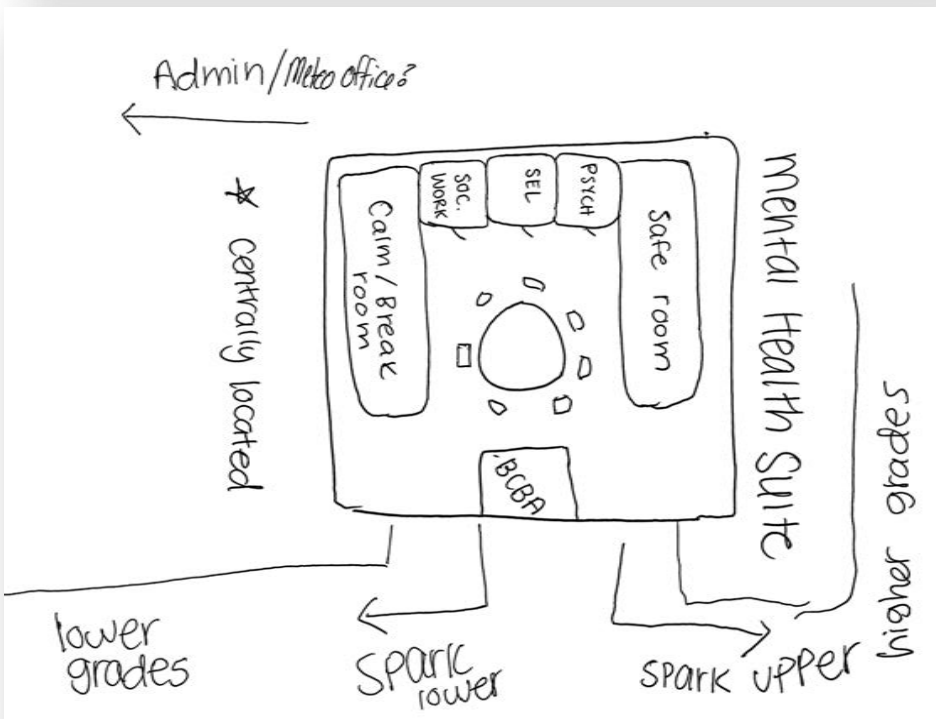 Admin/Metco office?
Mental Health Suite
★ centrally located
Calm/Break
room
SOC.
WORK
SEL
PSYCH
Safe room
BCBA
higher grades
lower
grades
Spark
lower
Spark upper